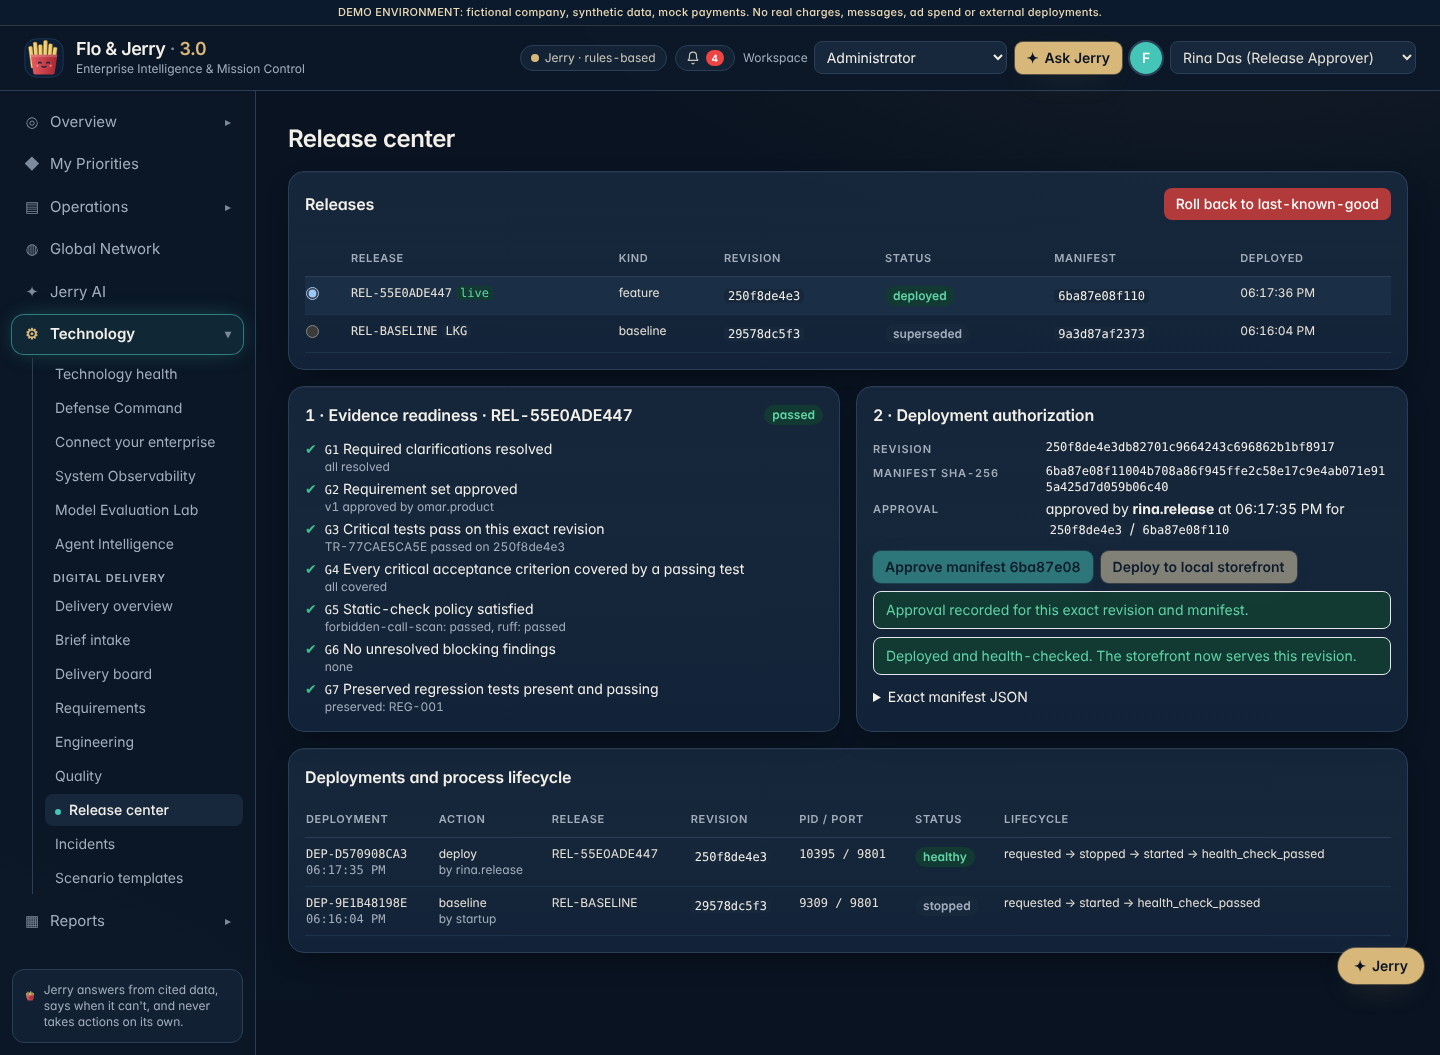 DEMO ENVIRONMENT: fictional company, synthetic data, mock payments. No real charges, messages, ad spend or external deployments.
Flo & Jerry · 3.0
Enterprise Intelligence & Mission Control
Jerry · rules-based
4
Workspace
Administrator
✦ Ask Jerry
F
Rina Das (Release Approver)
Overview
My Priorities
Operations
Global Network
Jerry AI
Technology
Technology health
Defense Command
Connect your enterprise
System Observability
Model Evaluation Lab
Agent Intelligence
DIGITAL DELIVERY
Delivery overview
Brief intake
Delivery board
Requirements
Engineering
Quality
Release center
Incidents
Scenario templates
Reports
Jerry answers from cited data,
says when it can't, and never
takes actions on its own.
Release center
Releases
Roll back to last-known-good
RELEASE KIND REVISION STATUS MANIFEST DEPLOYED
REL-55E0ADE447 live feature 250f8de4e3 deployed 6ba87e08f110 06:17:36 PM
REL-BASELINE LKG baseline 29578dc5f3 superseded 9a3d87af2373 06:16:04 PM
1 · Evidence readiness · REL-55E0ADE447 passed
✔ G1 Required clarifications resolved
all resolved
✔ G2 Requirement set approved
v1 approved by omar.product
✔ G3 Critical tests pass on this exact revision
TR-77CAE5CA5E passed on 250f8de4e3
✔ G4 Every critical acceptance criterion covered by a passing test
all covered
✔ G5 Static-check policy satisfied
forbidden-call-scan: passed, ruff: passed
✔ G6 No unresolved blocking findings
none
✔ G7 Preserved regression tests present and passing
preserved: REG-001
2 · Deployment authorization
REVISION 250f8de4e3db82701c9664243c696862b1bf8917
MANIFEST SHA-256 6ba87e08f11004b708a86f945ffe2c58e17c9e4ab071e91
5a425d7d059b06c40
APPROVAL approved by rina.release at 06:17:35 PM for
250f8de4e3 / 6ba87e08f110
Approve manifest 6ba87e08
Deploy to local storefront
Approval recorded for this exact revision and manifest.
Deployed and health-checked. The storefront now serves this revision.
▶ Exact manifest JSON
Deployments and process lifecycle
DEPLOYMENT ACTION RELEASE REVISION PID / PORT STATUS LIFECYCLE
DEP-D570908CA3 deploy REL-55E0ADE447 250f8de4e3 10395 / 9801 healthy requested → stopped → started → health_check_passed
06:17:35 PM by rina.release
DEP-9E1B48198E baseline REL-BASELINE 29578dc5f3 9309 / 9801 stopped requested → started → health_check_passed
06:16:04 PM by startup
✦ Jerry